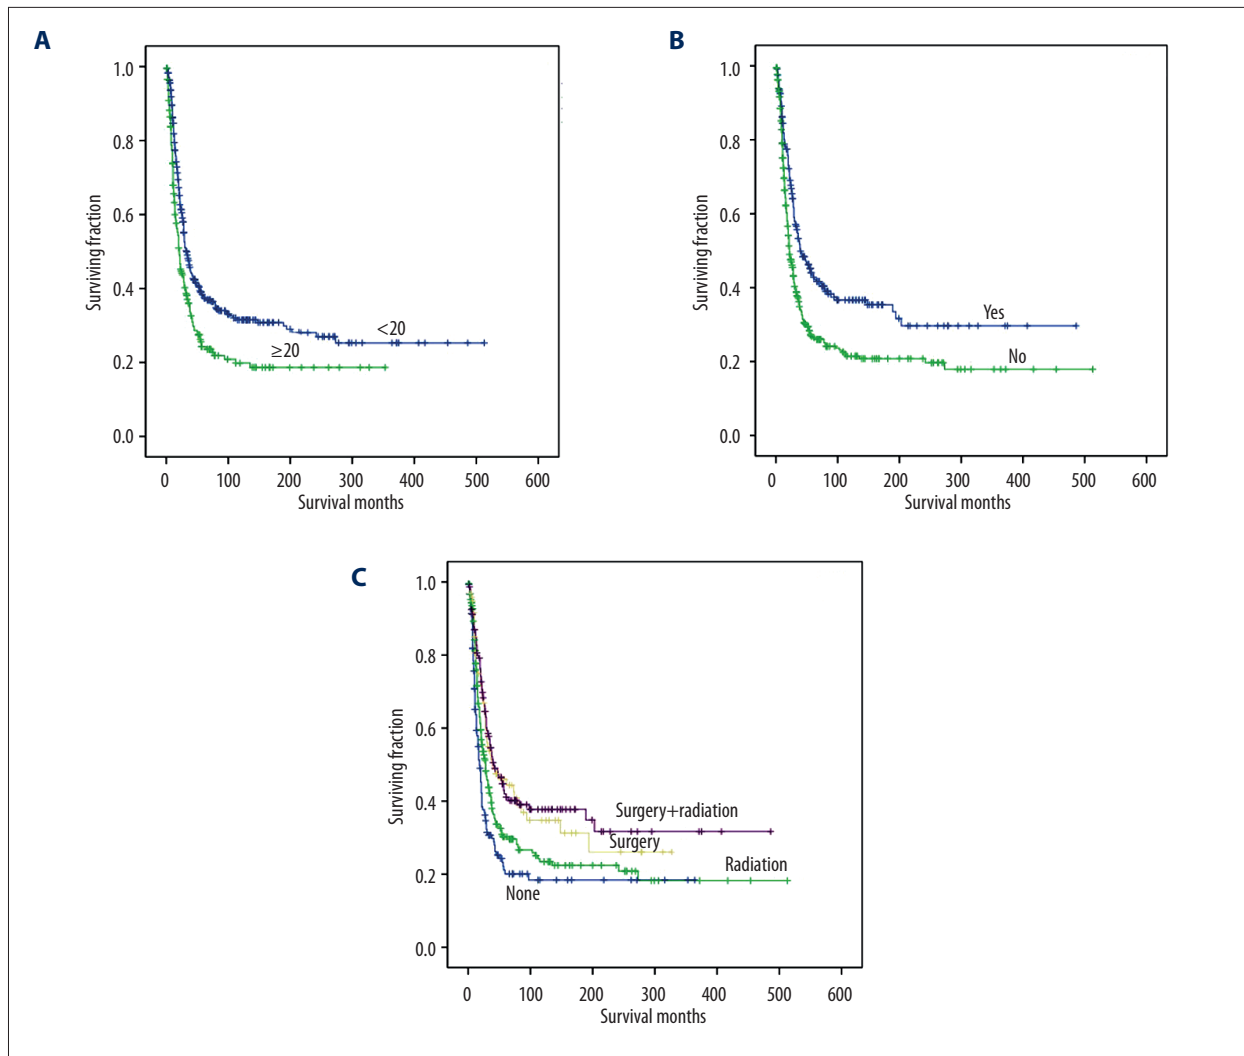 A
1.0
0.8
0.6
0.4
0.2
0.0
Surviving fraction
<20
≥20
0 100 200 300 400 500 600
Survival months
B
1.0
0.8
0.6
0.4
0.2
0.0
Surviving fraction
Yes
No
0 100 200 300 400 500 600
Survival months
C
1.0
0.8
0.6
0.4
0.2
0.0
Surviving fraction
Surgery+radiation
Surgery
Radiation
None
0 100 200 300 400 500 600
Survival months